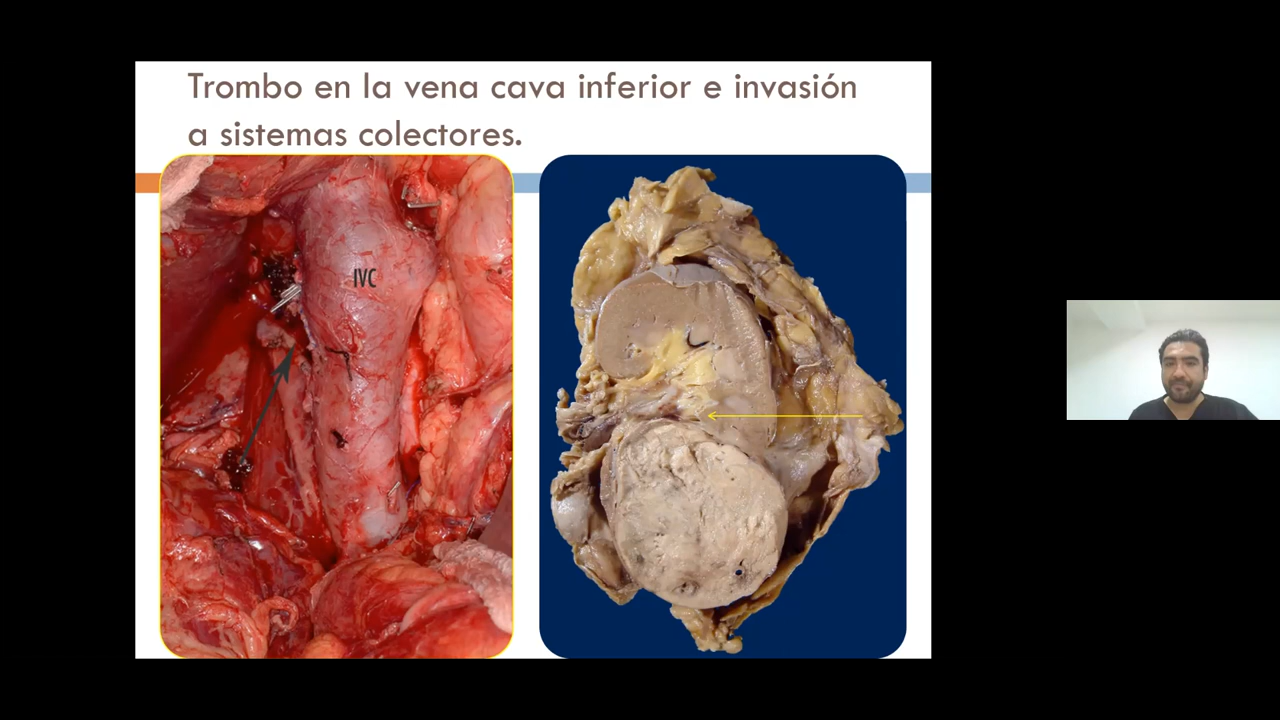 Trombo en la vena cava inferior e invasión
a sistemas colectores.
IVC